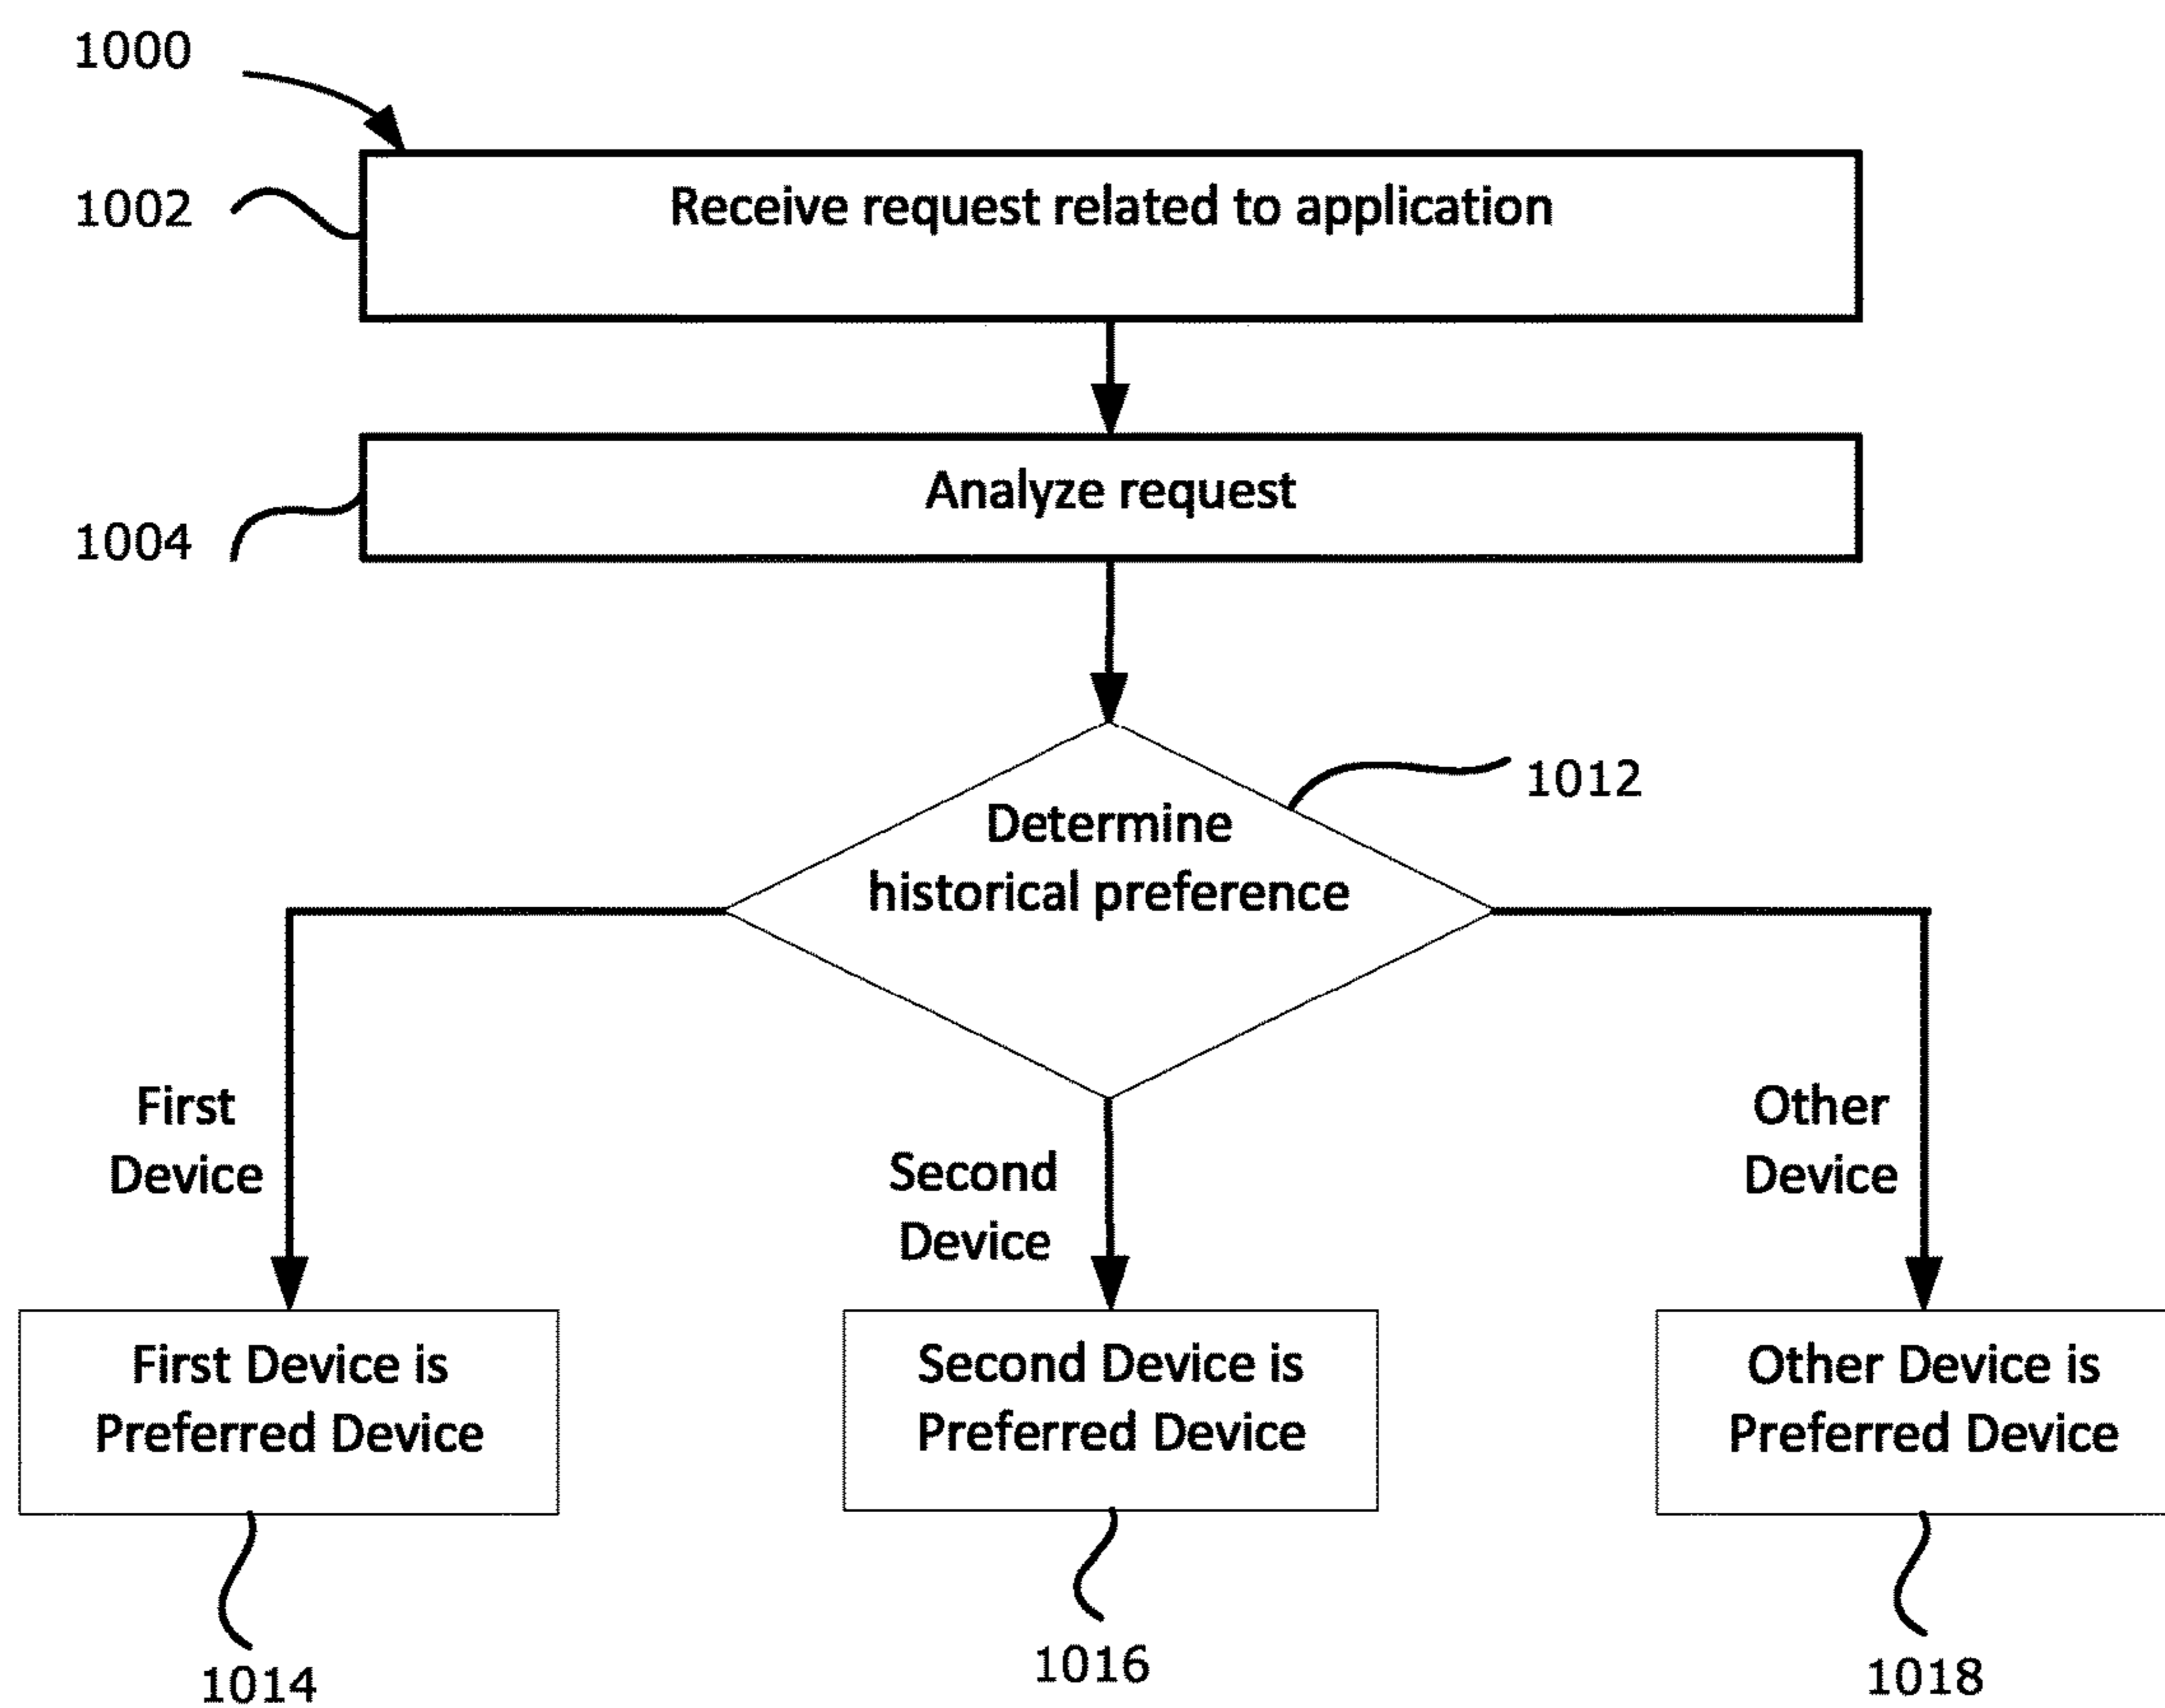 1000
1002
Receive request related to application
1004
Analyze request
1012
Determine
historical preference
First
Device
Second
Device
Other
Device
First Device is
Preferred Device
Second Device is
Preferred Device
Other Device is
Preferred Device
1014
1016
1018